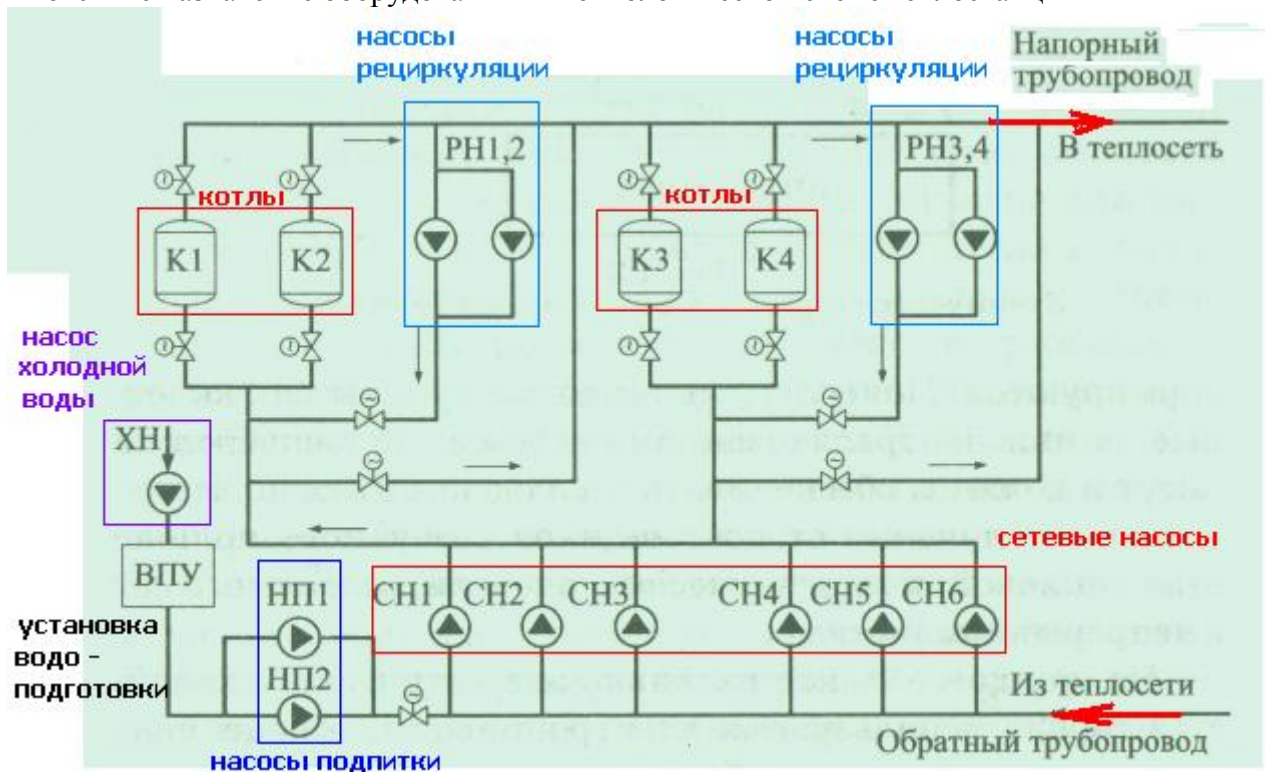 насосы
рециркуляции
насосы
рециркуляции
Напорный
трубопровод
РН1,2
РН3,4
В теплосеть
котлы
котлы
К1
К2
К3
К4
насос
холодной
воды
ХН
сетевые насосы
ВПУ
НП1
СН1
СН2
СН3
СН4
СН5
СН6
установка
водо -
подготовки
НП2
Из теплосети
Обратный трубопровод
насосы подпитки